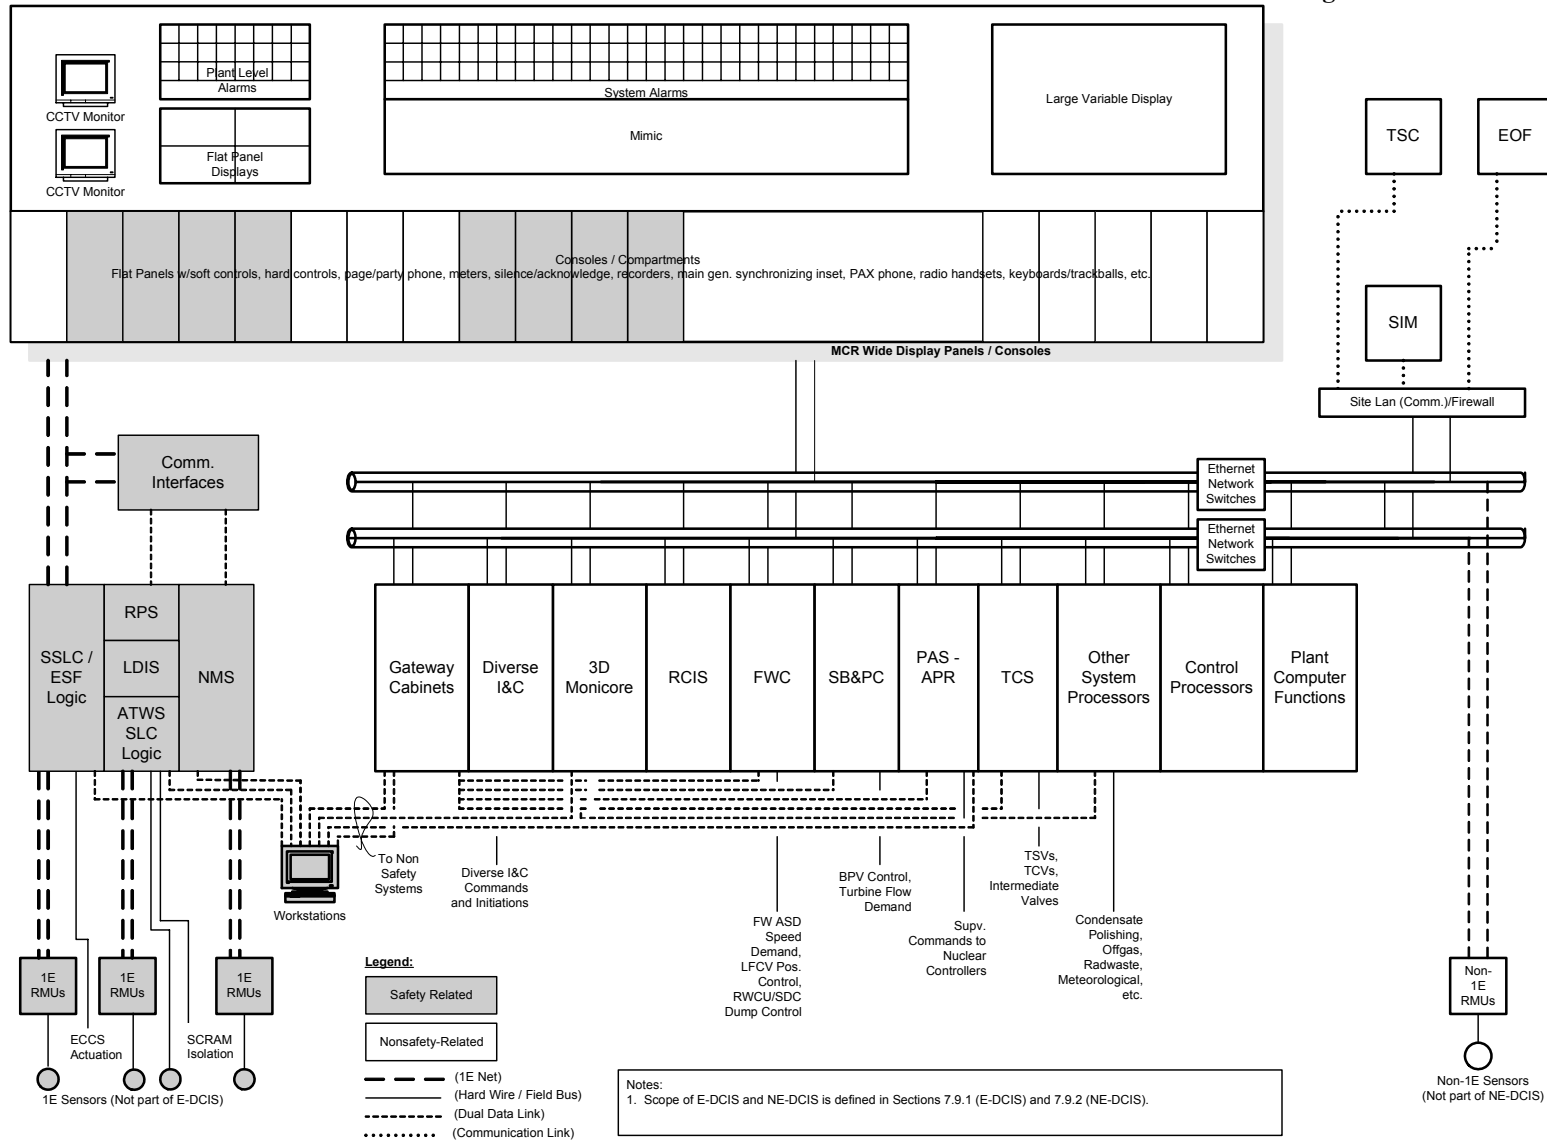 Plant Level
Alarms
System Alarms
CCTV Monitor
Flat Panel
Displays
CCTV Monitor
Mimic
Large Variable Display
TSC
EOF
SIM
Site Lan (Comm.)/Firewall
Consoles / Compartments
Flat Panels w/soft controls, hard controls, page/party phone, meters, silence/acknowledge, recorders, main gen. synchronizing inset, PAX phone, radio handsets, keyboards/trackballs, etc.
MCR Wide Display Panels / Consoles
Comm.
Interfaces
Ethernet
Network
Switches
Ethernet
Network
Switches
SSLC /
ESF
Logic
RPS
LDIS
ATWS
SLC
Logic
NMS
Gateway
Cabinets
Diverse
I&C
3D
Monicore
RCIS
FWC
SB&PC
PAS -
APR
TCS
Other
System
Processors
Control
Processors
Plant
Computer
Functions
To Non
Safety
Systems
Workstations
Diverse I&C
Commands
and Initiations
FW ASD
Speed
Demand,
LFCV Pos.
Control,
RWCU/SDC
Dump Control
BPV Control,
Turbine Flow
Demand
Supv.
Commands to
Nuclear
Controllers
TSVs,
TCVs,
Intermediate
Valves
Condensate
Polishing,
Offgas,
Radwaste,
Meteorological,
etc.
1E
RMUs
1E
RMUs
1E
RMUs
Non-
1E
RMUs
ECCS
Actuation
SCRAM
Isolation
1E Sensors (Not part of E-DCIS)
Non-1E Sensors
(Not part of NE-DCIS)
Legend:
Safety Related
Nonsafety-Related
(1E Net)
(Hard Wire / Field Bus)
(Dual Data Link)
(Communication Link)
Notes:
1. Scope of E-DCIS and NE-DCIS is defined in Sections 7.9.1 (E-DCIS) and 7.9.2 (NE-DCIS).